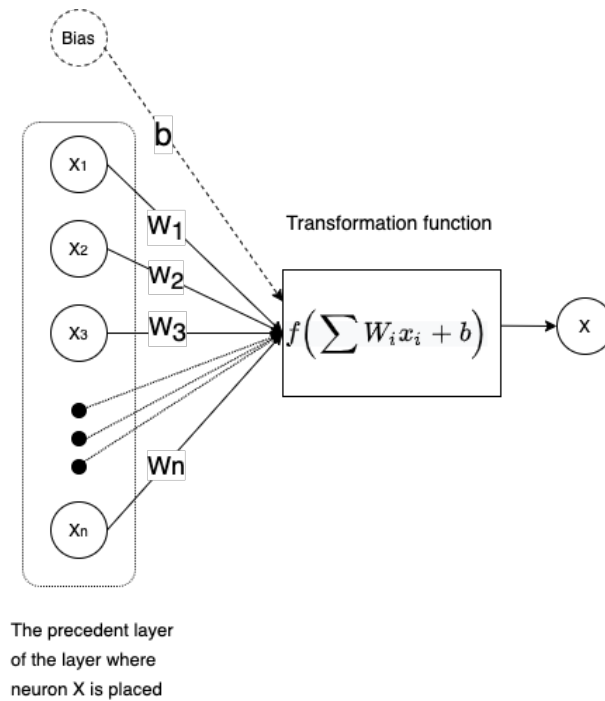 Bias
b
X1
W1
Transformation function
X2
W2
X3
W3
f(∑ Wᵢxᵢ + b)
X
Wn
Xn
The precedent layer
of the layer where
neuron X is placed